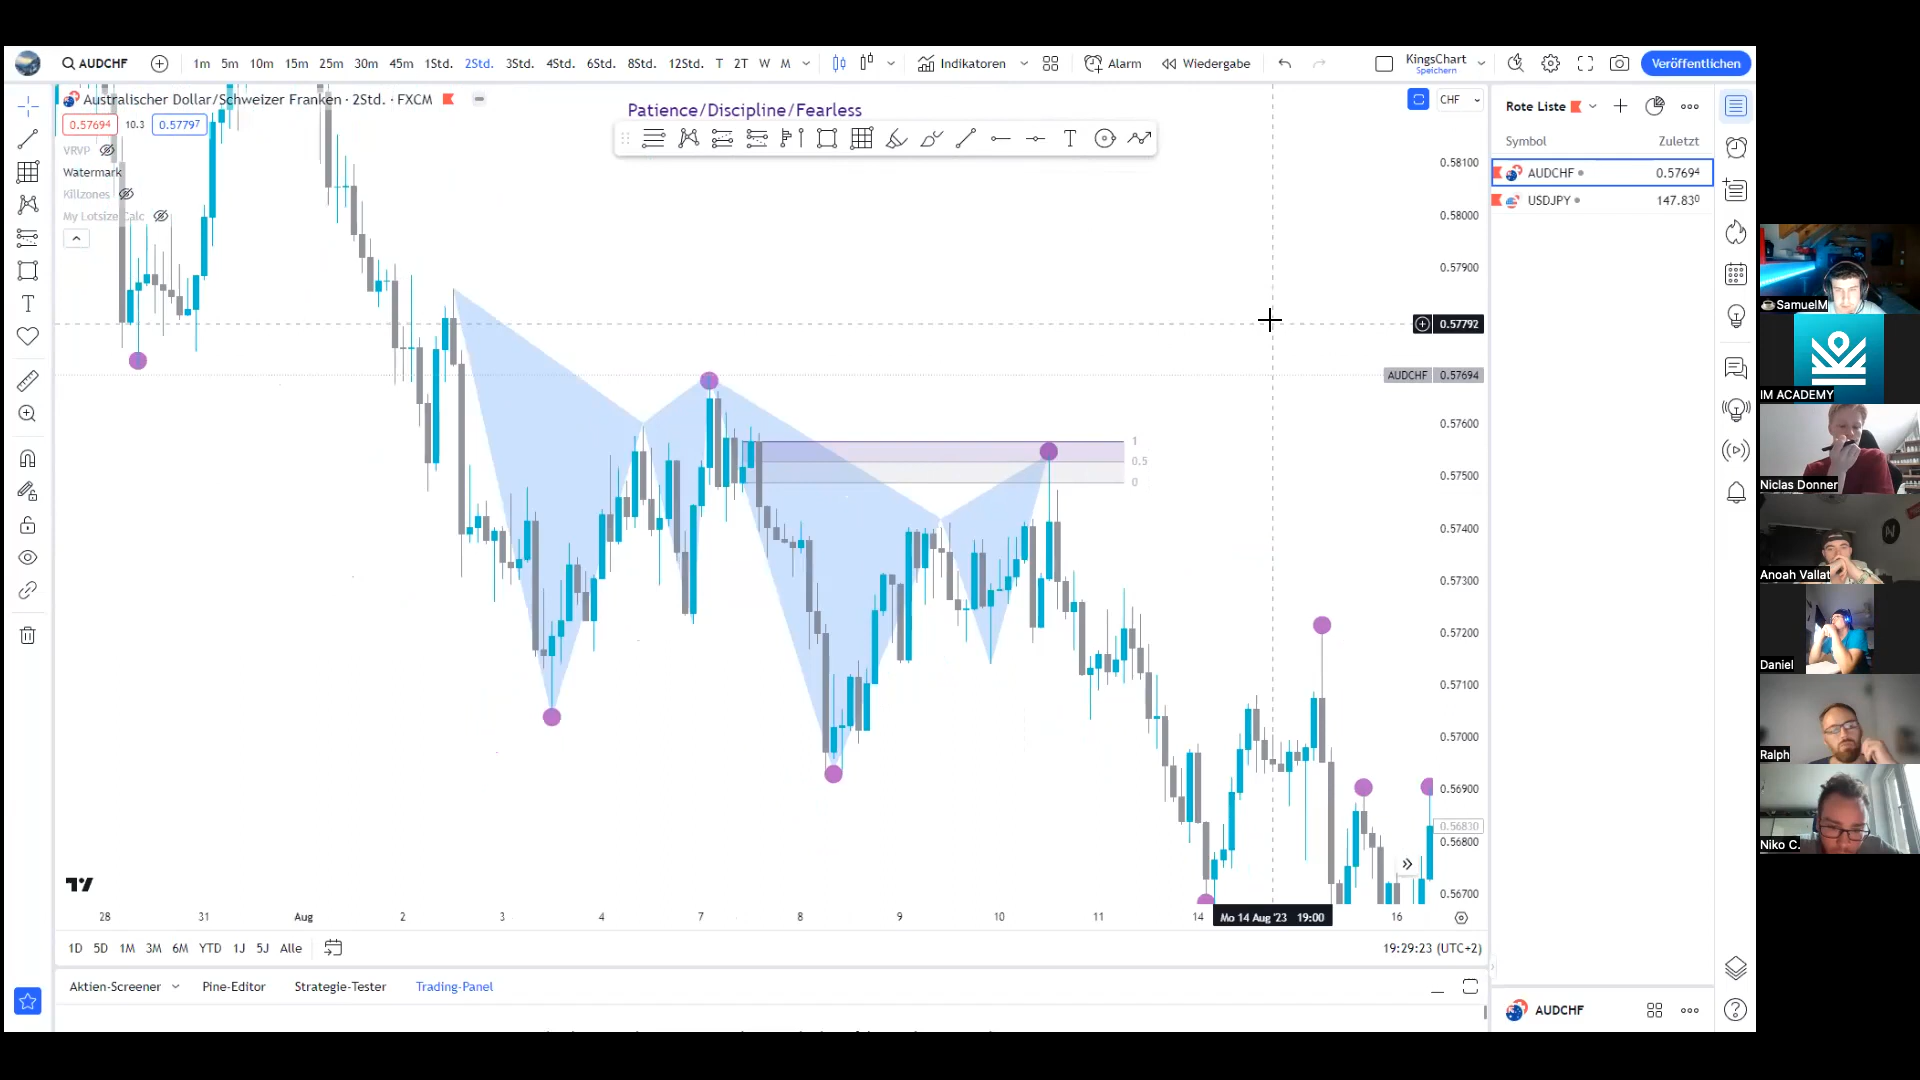 AUDCHF
1m 5m 10m 15m 25m 30m 45m 1Std. 2Std. 3Std. 4Std. 6Std. 8Std. 12Std. T 2T W M
Indikatoren
Alarm
Wiedergabe
KingsChart
Speichern
Veröffentlichen
Australischer Dollar/Schweizer Franken · 2Std. · FXCM
0.57694 10.3 0.57797
VRVP
Watermark
Killzones
My Lotsize Calc
Patience/Discipline/Fearless
CHF
0.58100
0.58000
0.57900
0.57792
AUDCHF 0.57694
0.57600
0.57500
0.57400
0.57300
0.57200
0.57100
0.57000
0.56900
0.56830
0.56800
0.56700
1
0.5
0
28 31 Aug 2 3 4 7 8 9 10 11 14 Mo 14 Aug '23 19:00 16
1D 5D 1M 3M 6M YTD 1J 5J Alle
19:29:23 (UTC+2)
Aktien-Screener Pine-Editor Strategie-Tester Trading-Panel
Rote Liste
Symbol Zuletzt
AUDCHF 0.57694
USDJPY 147.830
AUDCHF
SamuelM
IM ACADEMY
Niclas Donner
Anoah Vallat
Daniel
Ralph
Niko C.